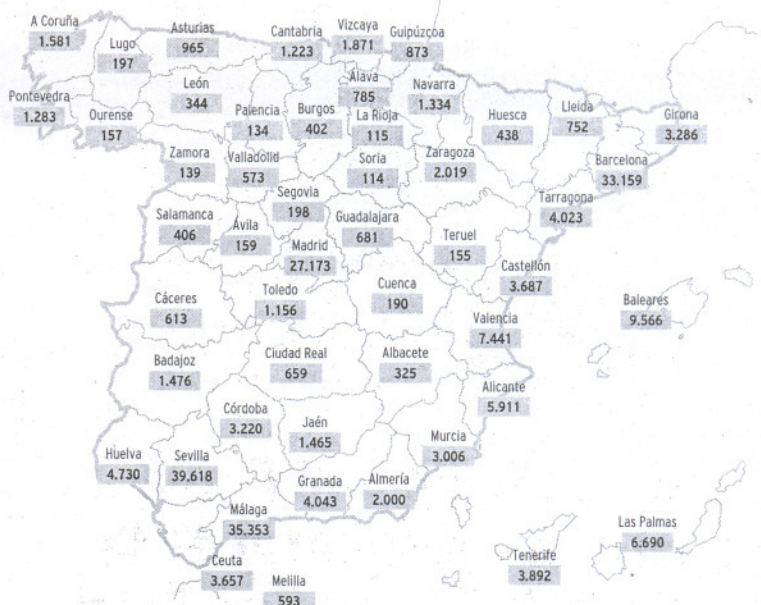 A Coruña
1.581
Lugo
197
Asturias
965
Cantabria
1.223
Vizcaya
1.871
Guipúzcoa
873
Pontevedra
1.283
Ourense
157
León
344
Palencia
134
Burgos
402
Álava
785
La Rioja
115
Navarra
1.334
Huesca
438
Lleida
752
Girona
3.286
Zamora
139
Valladolid
573
Soria
114
Zaragoza
2.019
Barcelona
33.159
Segovia
198
Tarragona
4.023
Salamanca
406
Ávila
159
Madrid
27.173
Guadalajara
681
Teruel
155
Castellón
3.687
Cáceres
613
Toledo
1.156
Cuenca
190
Valencia
7.441
Baleares
9.566
Badajoz
1.476
Ciudad Real
659
Albacete
325
Alicante
5.911
Córdoba
3.220
Jaén
1.465
Murcia
3.006
Huelva
4.730
Sevilla
39.618
Granada
4.043
Almería
2.000
Málaga
35.353
Las Palmas
6.690
Ceuta
3.657
Melilla
593
Tenerife
3.892